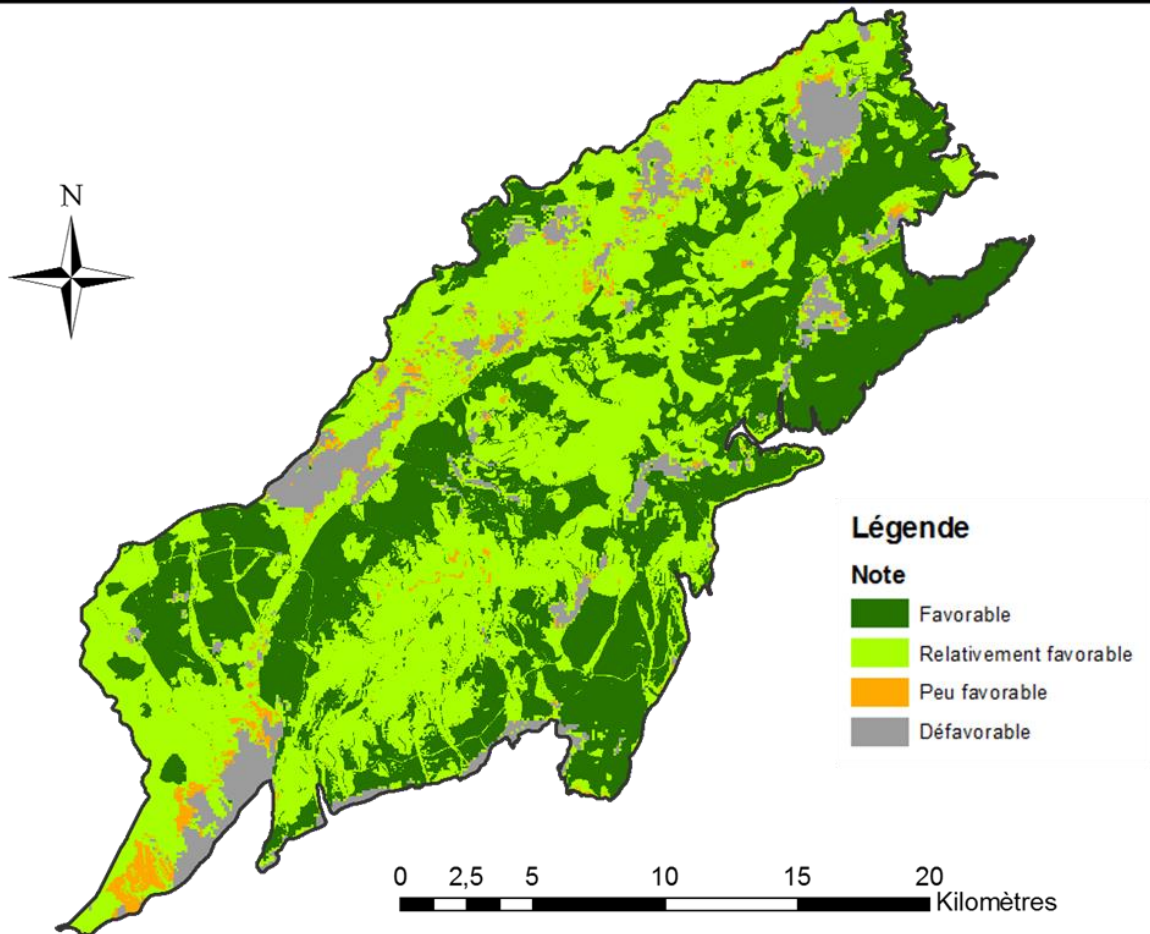 N
Légende
Note
Favorable
Relativement favorable
Peu favorable
Défavorable
0 2,5 5 10 15 20
Kilomètres